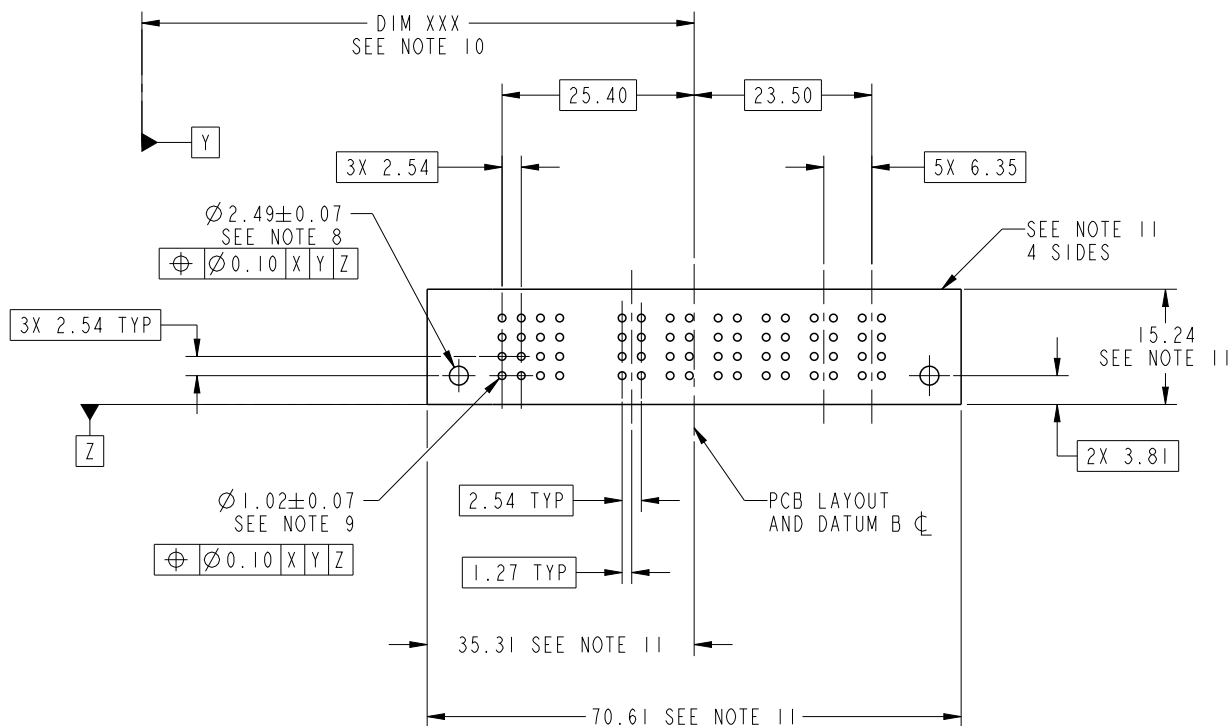 DIM XXX
SEE NOTE 10
25.40
23.50
Y
3X 2.54
5X 6.35
Ø2.49±0.07
SEE NOTE 8
⌖ Ø0.10 X Y Z
SEE NOTE 11
4 SIDES
3X 2.54 TYP
15.24
SEE NOTE 11
Z
2X 3.81
Ø1.02±0.07
SEE NOTE 9
⌖ Ø0.10 X Y Z
2.54 TYP
PCB LAYOUT
AND DATUM B ℄
1.27 TYP
35.31 SEE NOTE 11
70.61 SEE NOTE 11